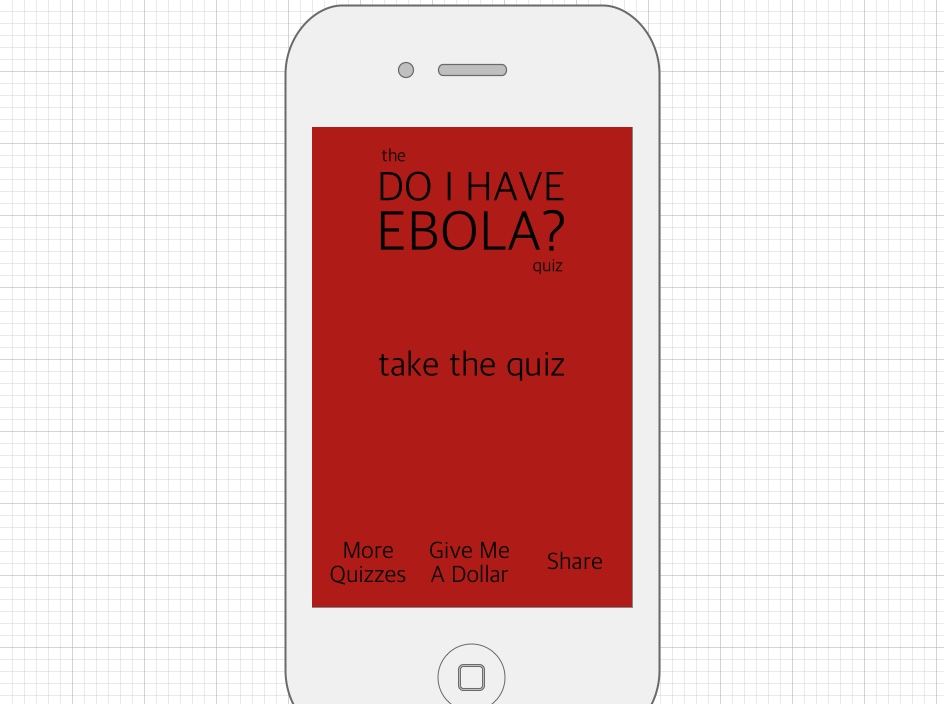 the
DO I HAVE
EBOLA?
quiz
take the quiz
More
Quizzes
Give Me
A Dollar
Share